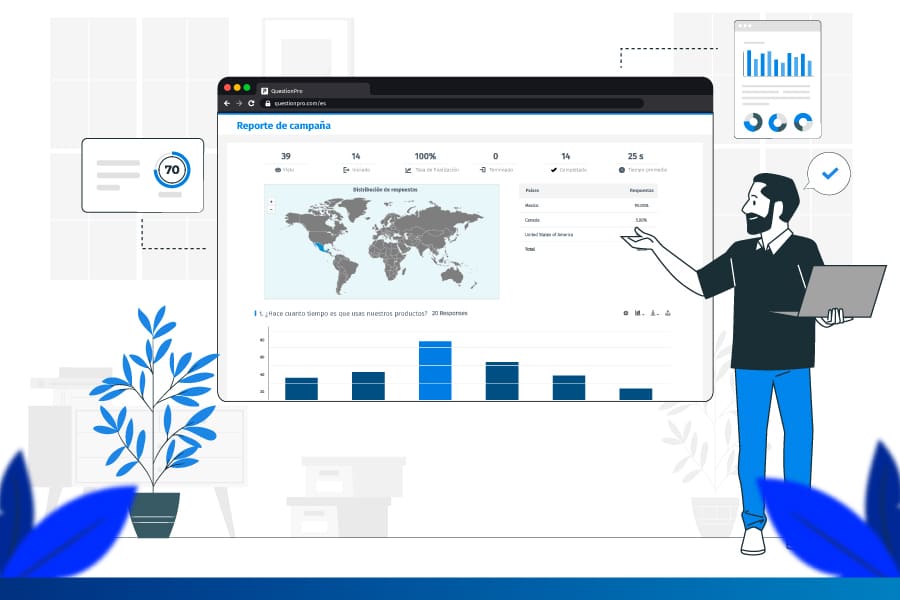 QuestionPro
questionpro.com/es
Reporte de campaña
39
14
100%
0
14
25 s
Visto
Iniciado
Tasa de finalización
Terminado
Completado
Tiempo promedio
70
Distribución de respuestas
+
-
Países
Respuestas
Mexico
Canada
5.00%
United States of America
Total
1. ¿Hace cuanto tiempo es que usas nuestros productos? 20 Responses
80
60
40
20